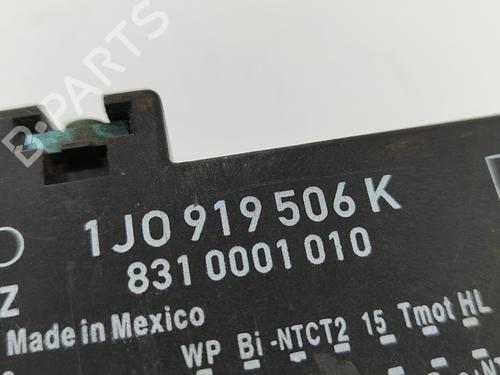 B-PARTS
1J0 919 506 K
831 0001 010
Z
Made in Mexico
WP Bi -NTCT2 15 Tmot HL